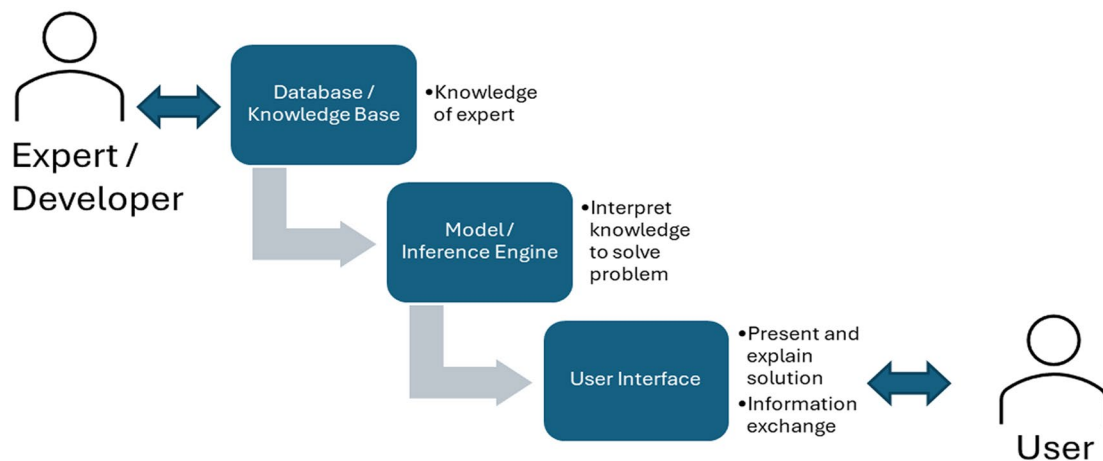 Expert /
Developer
Database /
Knowledge Base
•Knowledge
of expert
Model /
Inference Engine
•Interpret
knowledge
to solve
problem
User Interface
•Present and
explain
solution
•Information
exchange
User